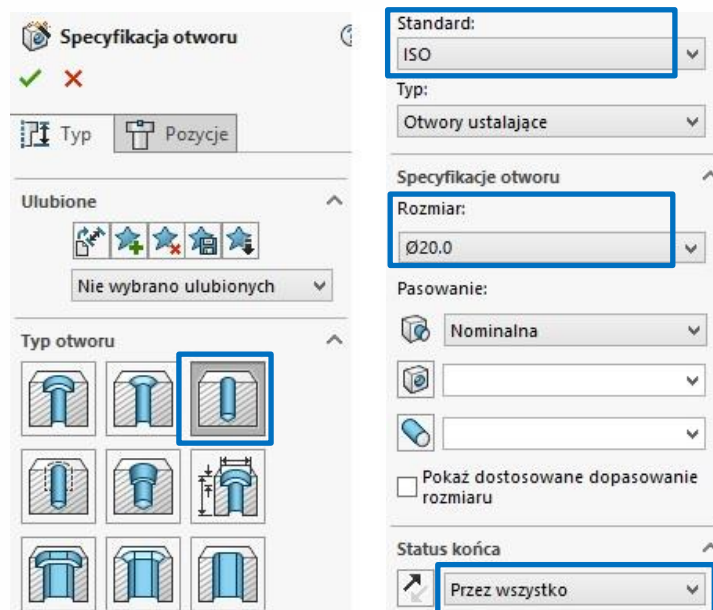 Specyfikacja otworu
Typ
Pozycje
Ulubione
Nie wybrano ulubionych
Typ otworu
Standard:
ISO
Typ:
Otwory ustalające
Specyfikacje otworu
Rozmiar:
Ø20.0
Pasowanie:
Nominalna
Pokaż dostosowane dopasowanie
rozmiaru
Status końca
Przez wszystko